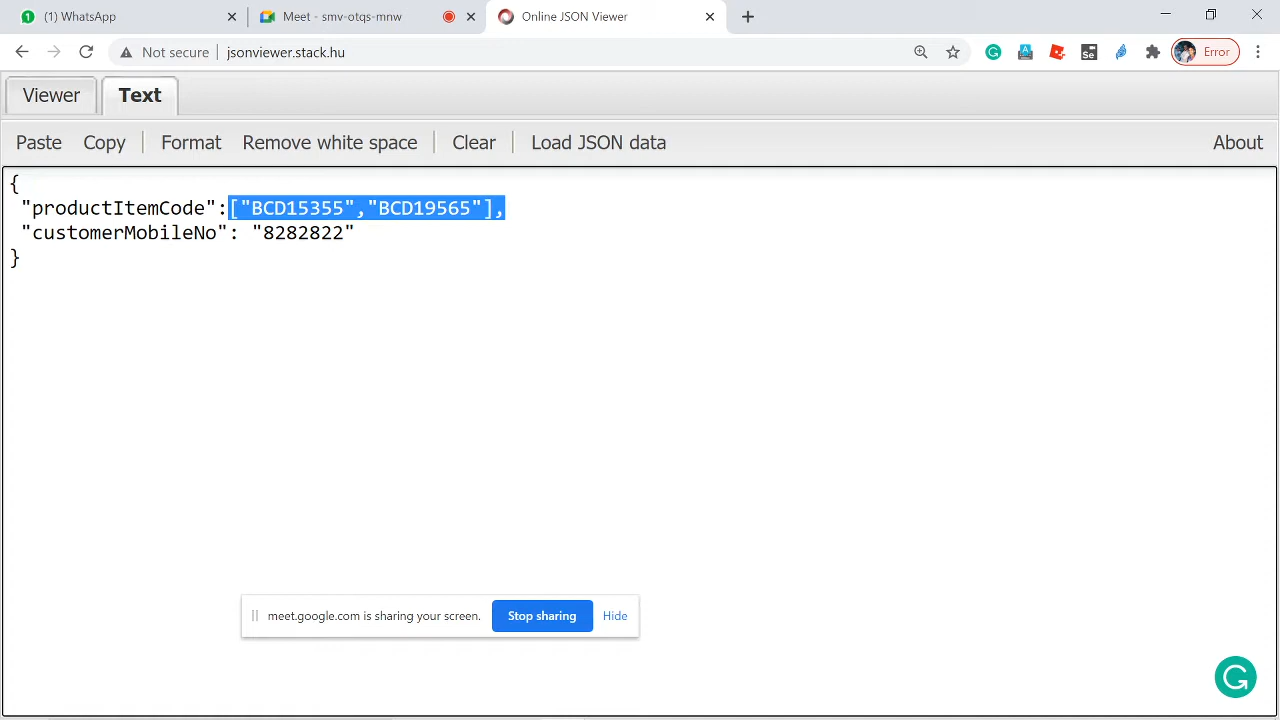 (1) WhatsApp
Meet - smv-otqs-mnw
Online JSON Viewer
Not secure
jsonviewer.stack.hu
Se
Error
Viewer
Text
Paste
Copy
Format
Remove white space
Clear
Load JSON data
About
{
"productItemCode":["BCD15355","BCD19565"],
"customerMobileNo": "8282822"
}
meet.google.com is sharing your screen.
Stop sharing
Hide